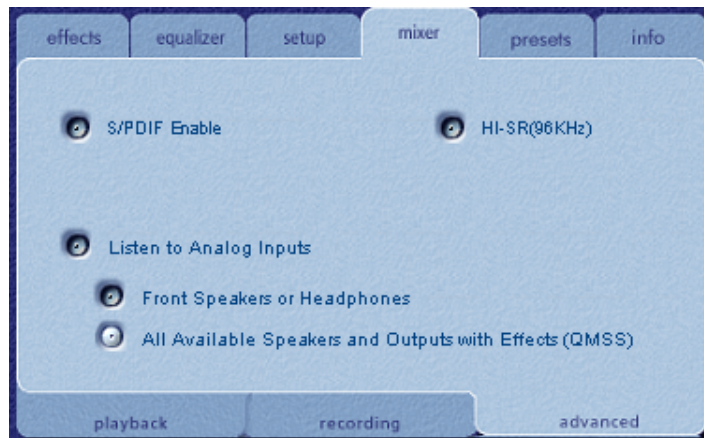 effects equalizer setup mixer presets info
S/PDIF Enable HI-SR(96KHz)
Listen to Analog Inputs
Front Speakers or Headphones
All Available Speakers and Outputs with Effects (QMSS)
playback recording advanced